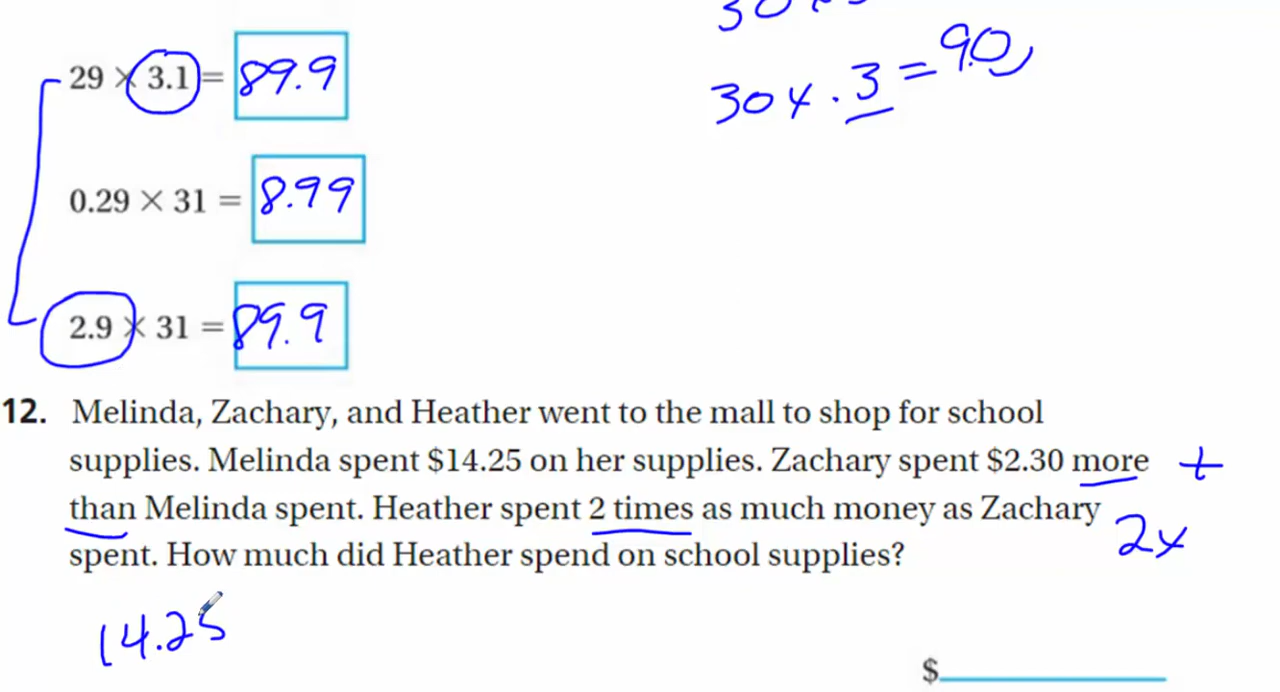 30 ×
29 × 3.1 = 89.9
30 × . 3 = 9.0
0.29 × 31 = 8.99
2.9 × 31 = 89.9
12. Melinda, Zachary, and Heather went to the mall to shop for school
supplies. Melinda spent $14.25 on her supplies. Zachary spent $2.30 more +
than Melinda spent. Heather spent 2 times as much money as Zachary 2x
spent. How much did Heather spend on school supplies?
14.25
$